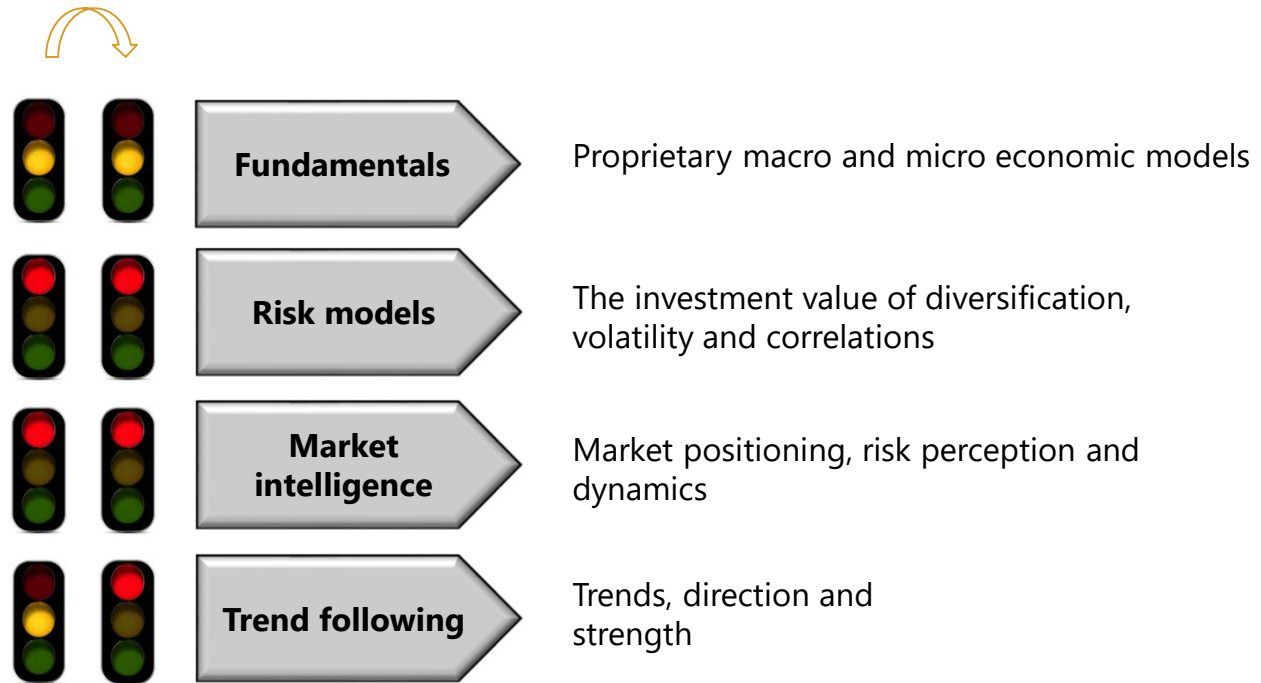 Fundamentals
Proprietary macro and micro economic models
Risk models
The investment value of diversification,
volatility and correlations
Market
intelligence
Market positioning, risk perception and
dynamics
Trend following
Trends, direction and
strength